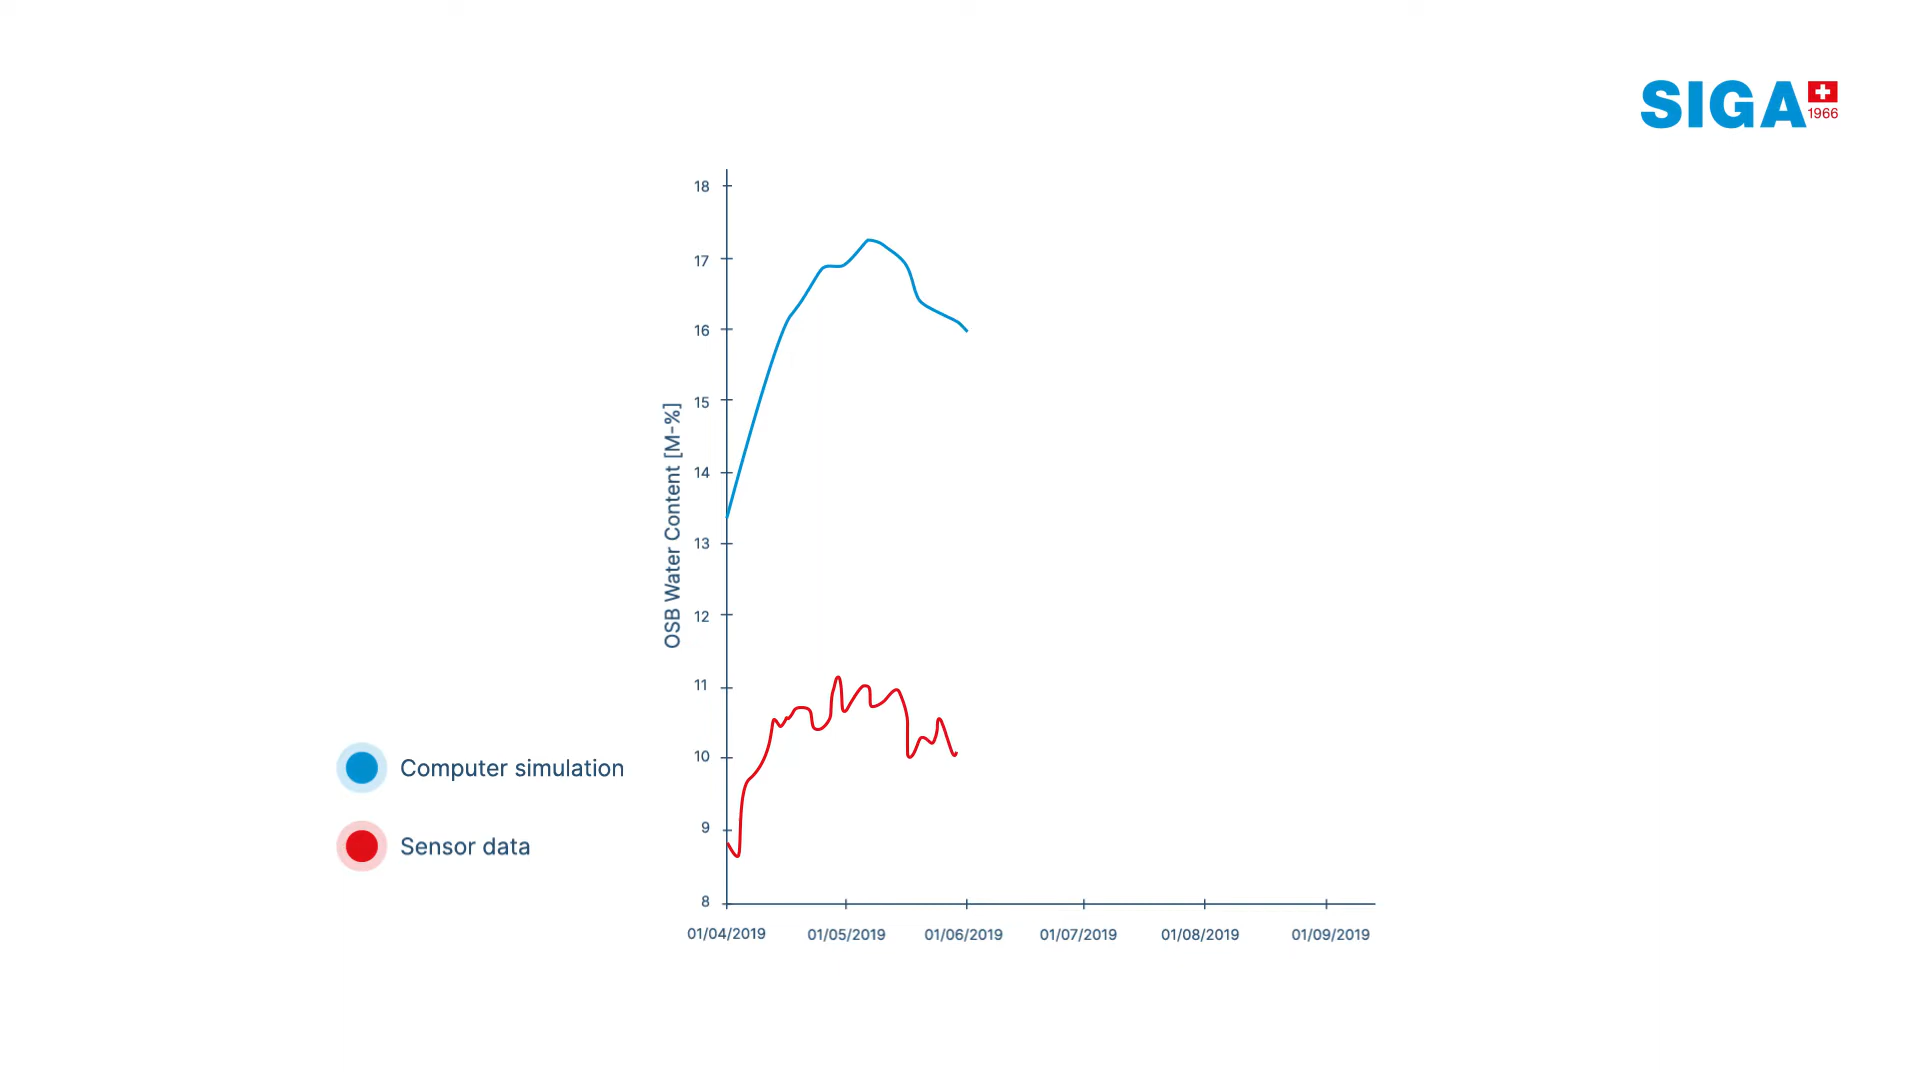 SIGA
1966
18
17
16
15
14
13
12
11
10
9
8
OSB Water Content [M-%]
Computer simulation
Sensor data
01/04/2019 01/05/2019 01/06/2019 01/07/2019 01/08/2019 01/09/2019